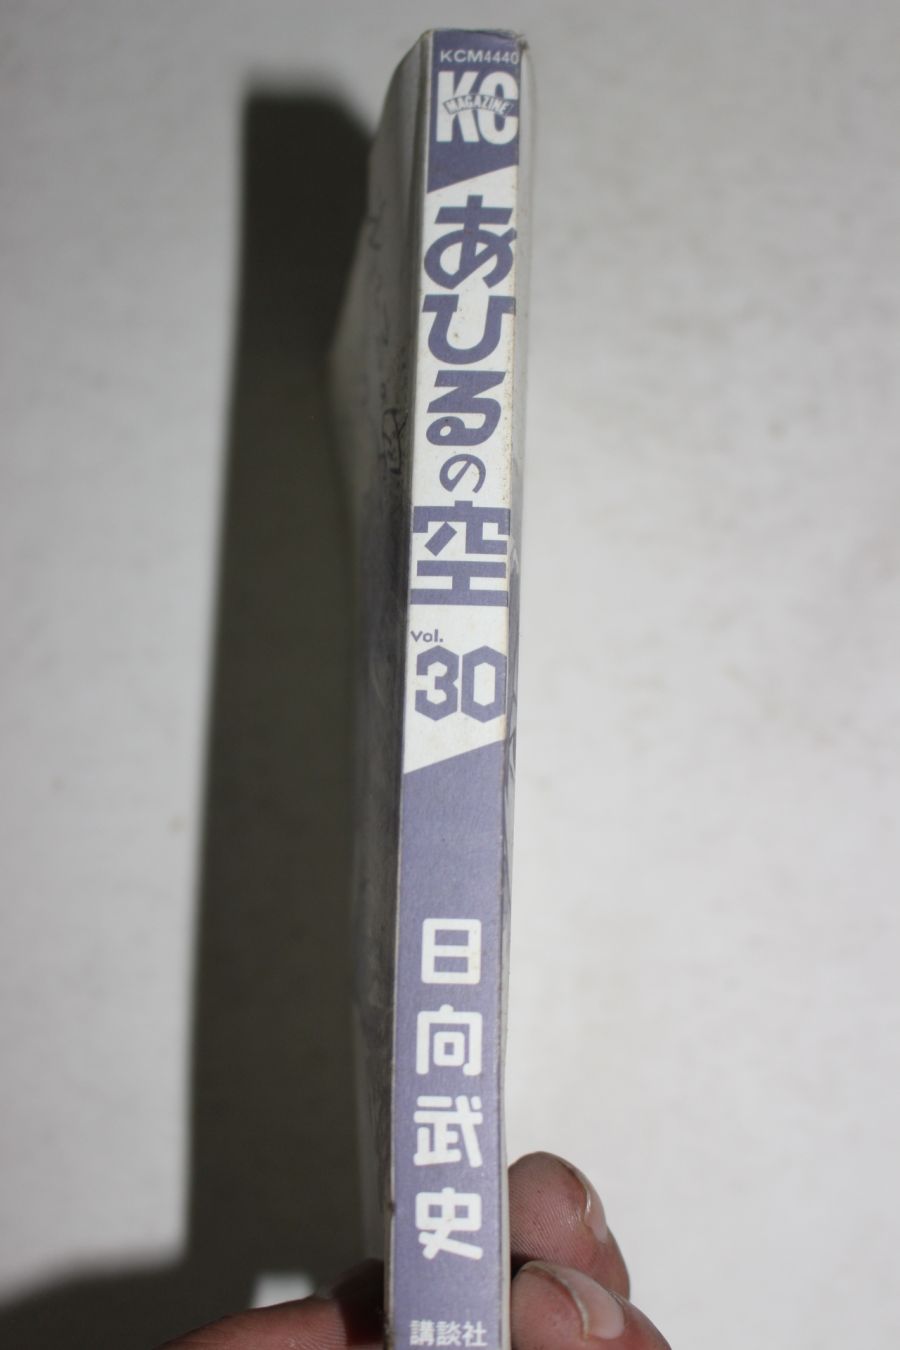 KCM4440
KC
MAGAZINE
あひるの空
vol.
30
日向武史
講談社